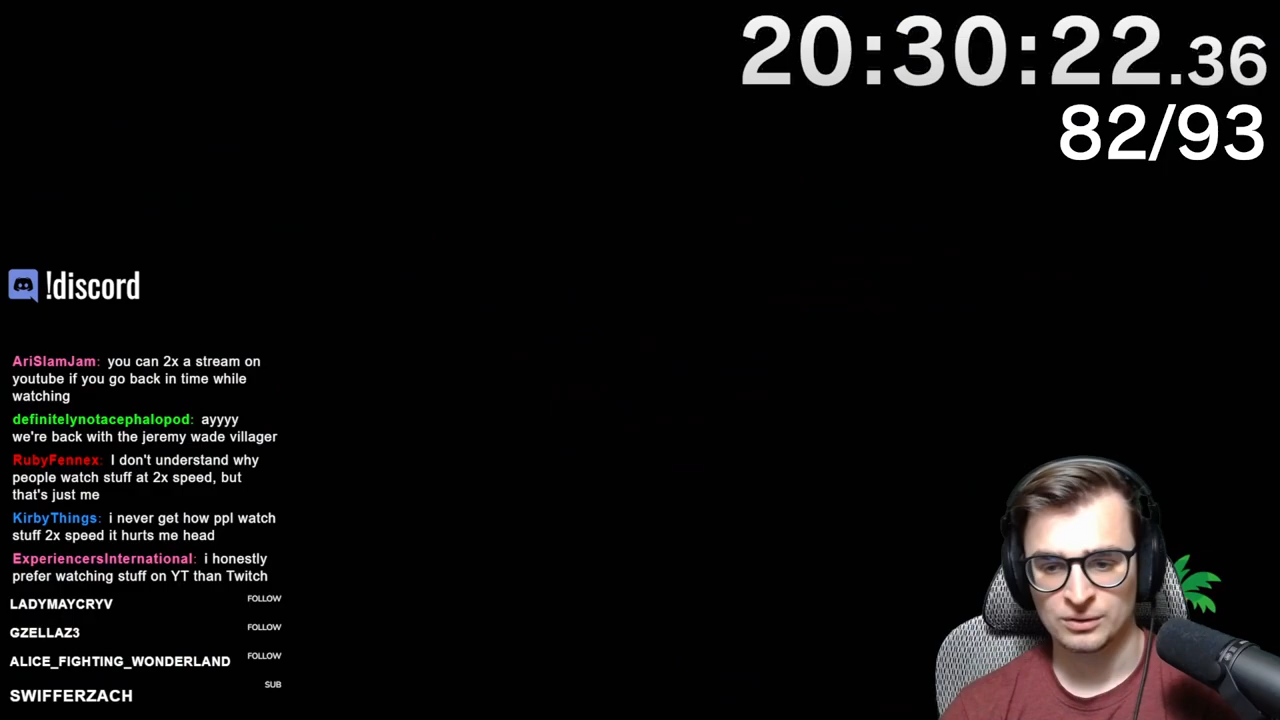 20:30:22.36
82/93
!discord
AriSlamJam: you can 2x a stream on
youtube if you go back in time while
watching
definitelynotacephalopod: ayyyy
we're back with the jeremy wade villager
RubyFennex: I don't understand why
people watch stuff at 2x speed, but
that's just me
KirbyThings: i never get how ppl watch
stuff 2x speed it hurts me head
ExperiencersInternational: i honestly
prefer watching stuff on YT than Twitch
LADYMAYCRYV FOLLOW
GZELLAZ3 FOLLOW
ALICE_FIGHTING_WONDERLAND FOLLOW
SWIFFERZACH SUB